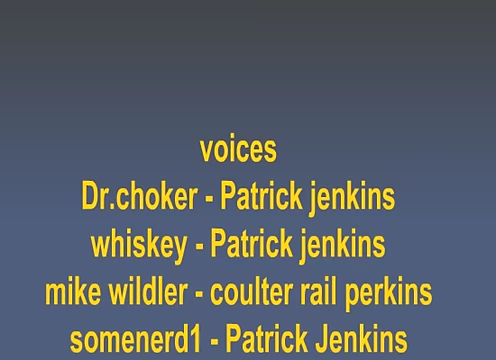 voices
Dr.choker - Patrick jenkins
whiskey - Patrick jenkins
mike wildler - coulter rail perkins
somenerd1 - Patrick Jenkins